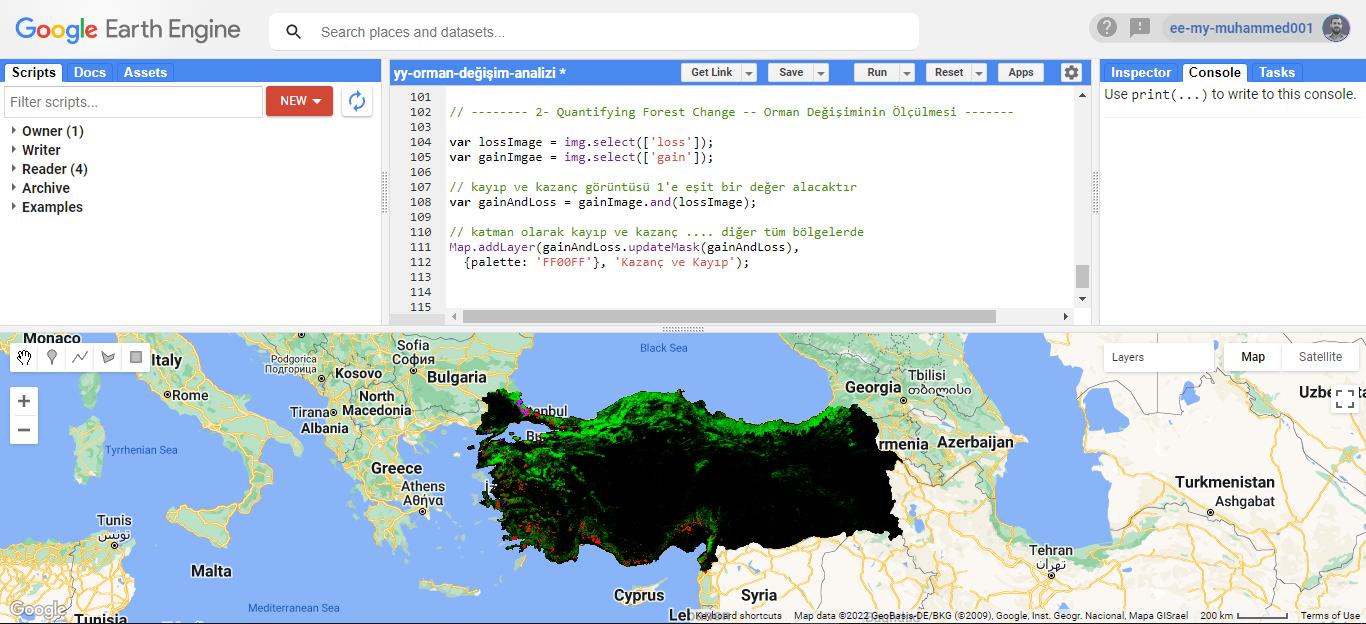 Google Earth Engine
Search places and datasets...
ee-my-muhammed001
Scripts Docs Assets
Filter scripts...
NEW
Owner (1)
Writer
Reader (4)
Archive
Examples
yy-orman-değişim-analizi *
Get Link Save Run Reset Apps
101
102 // -------- 2- Quantifying Forest Change -- Orman Değişiminin Ölçülmesi -------
103
104 var lossImage = img.select(['loss']);
105 var gainImgae = img.select(['gain']);
106
107 // kayıp ve kazanç görüntüsü 1'e eşit bir değer alacaktır
108 var gainAndLoss = gainImage.and(lossImage);
109
110 // katman olarak kayıp ve kazanç .... diğer tüm bölgelerde
111 Map.addLayer(gainAndLoss.updateMask(gainAndLoss),
112 {palette: 'FF00FF'}, 'Kazanç ve Kayıp');
113
114
115
Inspector Console Tasks
Use print(...) to write to this console.
Monaco
Italy
Rome
Tyrrhenian Sea
Tunis
تونس
Malta
Tunisia
Mediterranean Sea
Podgorica
Подгорица
Kosovo
Sofia
София
Bulgaria
North
Macedonia
Tirana
Albania
Greece
Athens
Αθήνα
Black Sea
Georgia
Tbilisi
თბილისი
Azerbaijan
Turkmenistan
Ashgabat
Tehran
تهران
Cyprus
Syria
Layers
Map Satellite
Google
Keyboard shortcuts
Map data ©2022 GeoBasis-DE/BKG (©2009), Google, Inst. Geogr. Nacional, Mapa GISrael
200 km
Terms of Use